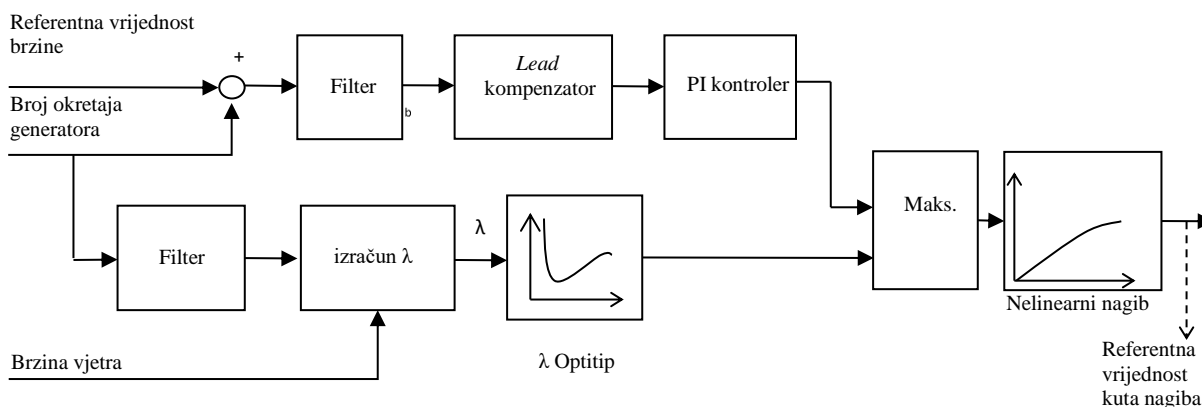 Referentna vrijednost
brzine
+
Filter
b
Lead
kompenzator
PI kontroler
Broj okretaja
generatora
Maks.
Filter
izračun λ
λ
Nelinearni nagib
Brzina vjetra
λ Optitip
Referentna
vrijednost
kuta nagiba